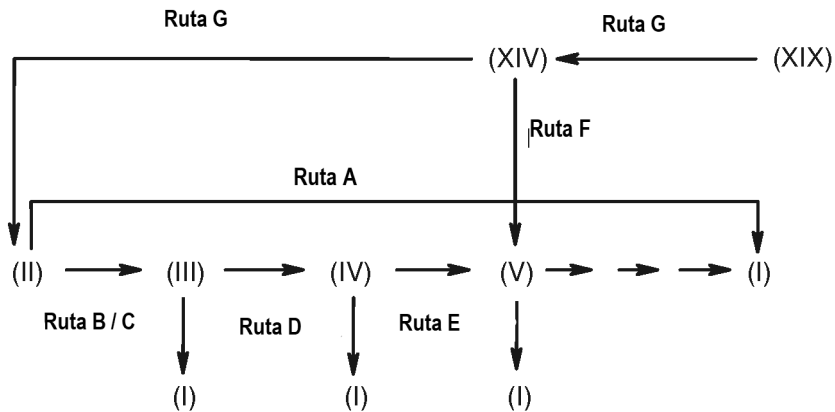 Ruta G
Ruta G
(XIV)
(XIX)
Ruta F
Ruta A
(II)
(III)
(IV)
(V)
(I)
Ruta B / C
Ruta D
Ruta E
(I)
(I)
(I)